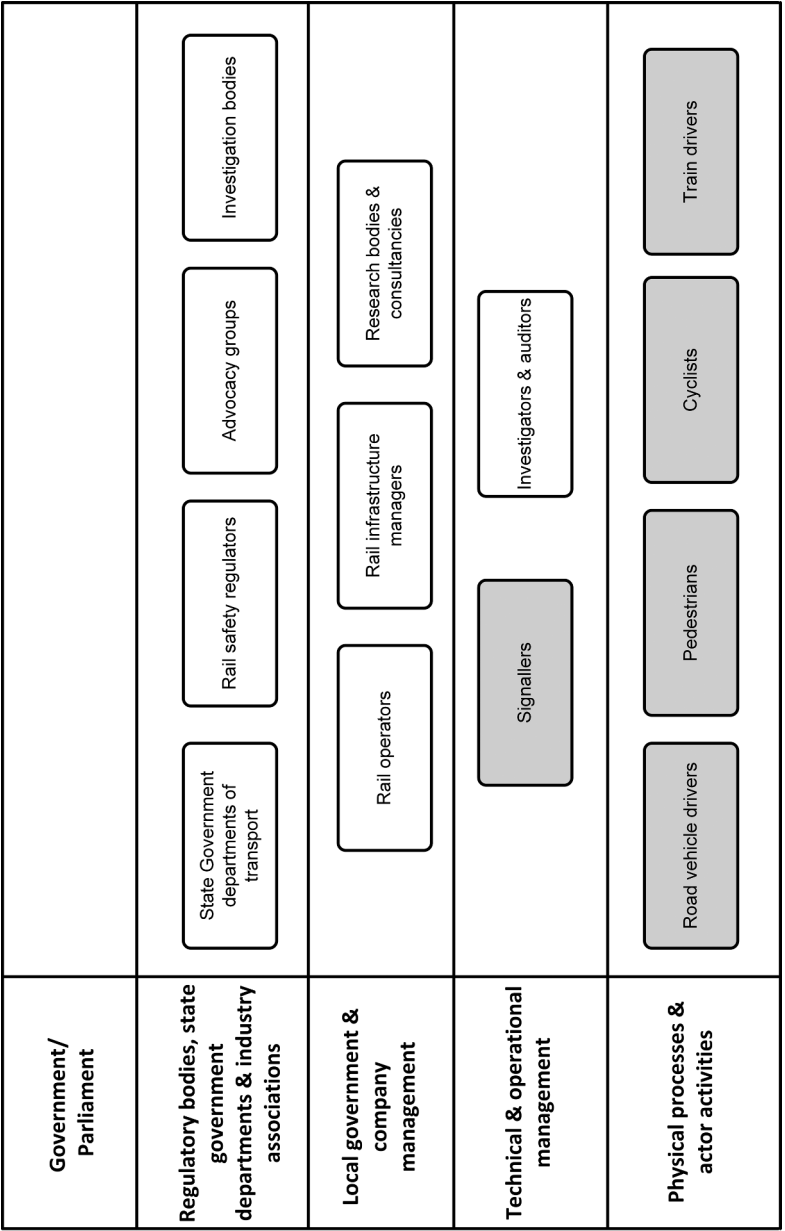 Government/
Parliament
Regulatory bodies, state
government
departments & industry
associations
State Government
departments of
transport
Rail safety regulators
Advocacy groups
Investigation bodies
Local government &
company
management
Rail operators
Rail infrastructure
managers
Research bodies &
consultancies
Technical & operational
management
Signallers
Investigators & auditors
Physical processes &
actor activities
Road vehicle drivers
Pedestrians
Cyclists
Train drivers